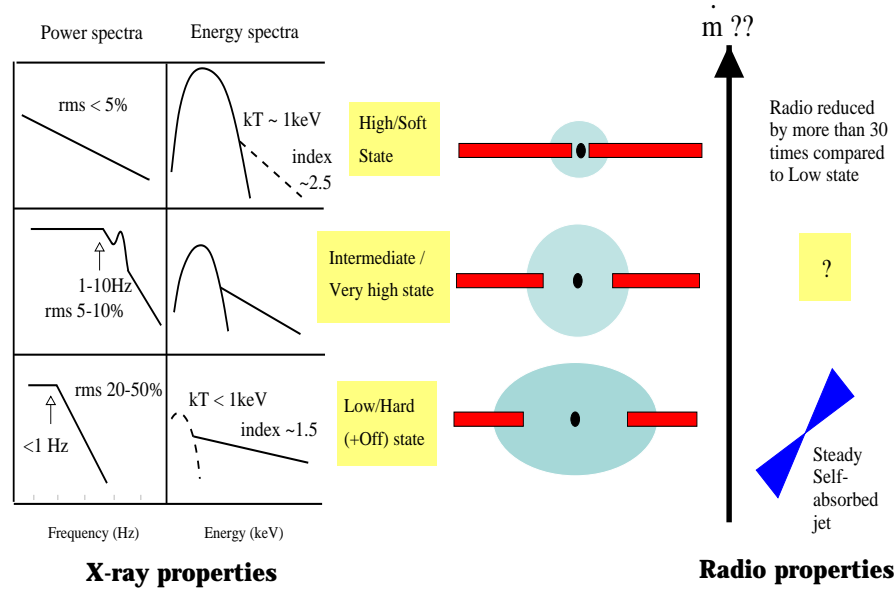 Power spectra
Energy spectra
ṁ ??
rms < 5%
kT ~ 1keV
index
~2.5
High/Soft
State
Radio reduced
by more than 30
times compared
to Low state
1-10Hz
rms 5-10%
Intermediate /
Very high state
?
rms 20-50%
<1 Hz
kT < 1keV
index ~1.5
Low/Hard
(+Off) state
Steady
Self-
absorbed
jet
Frequency (Hz)
Energy (keV)
X-ray properties
Radio properties